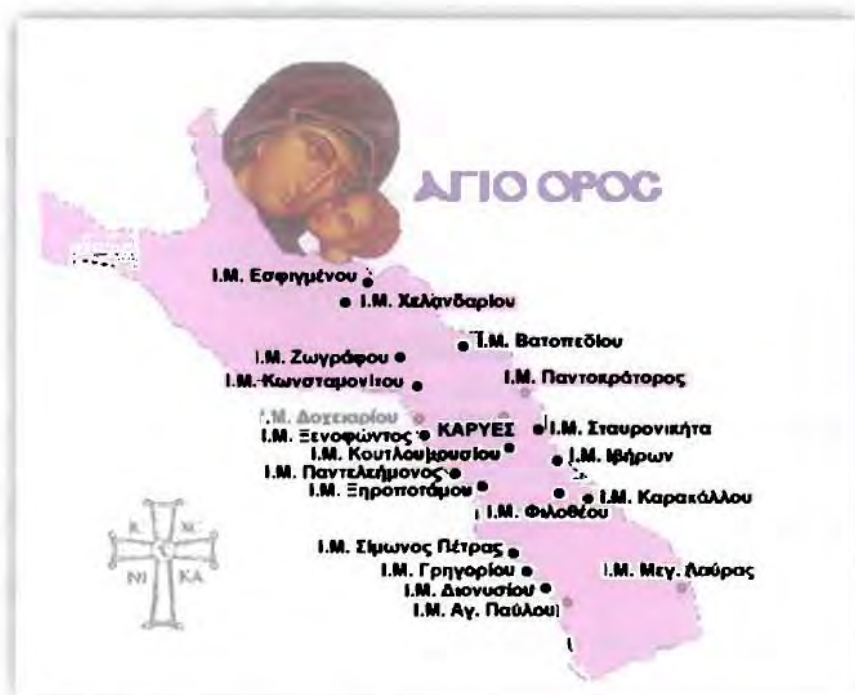 ΑΓΙΟ ΟΡΟC
Ι.Μ. Εσφιγμένου
Ι.Μ. Χελανδαρίου
Ι.Μ. Βατοπεδίου
Ι.Μ. Ζωγράφου
Ι.Μ. Κωνσταμονίτου
Ι.Μ. Παντοκράτορος
Ι.Μ. Δοχειαρίου
ΚΑΡΥΕΣ
Ι.Μ. Σταυρονικήτα
Ι.Μ. Ξενοφώντος
Ι.Μ. Κουτλουμουσίου
Ι.Μ. Ιβήρων
Ι.Μ. Παντελεήμονος
Ι.Μ. Ξηροποτάμου
Ι.Μ. Καρακάλλου
Ι.Μ. Φιλοθέου
Ι.Μ. Σίμωνος Πέτρας
Ι.Μ. Γρηγορίου
Ι.Μ. Μεγ. Λαύρας
Ι.Μ. Διονυσίου
Ι.Μ. Αγ. Παύλου
ΝΙ ΚΑ